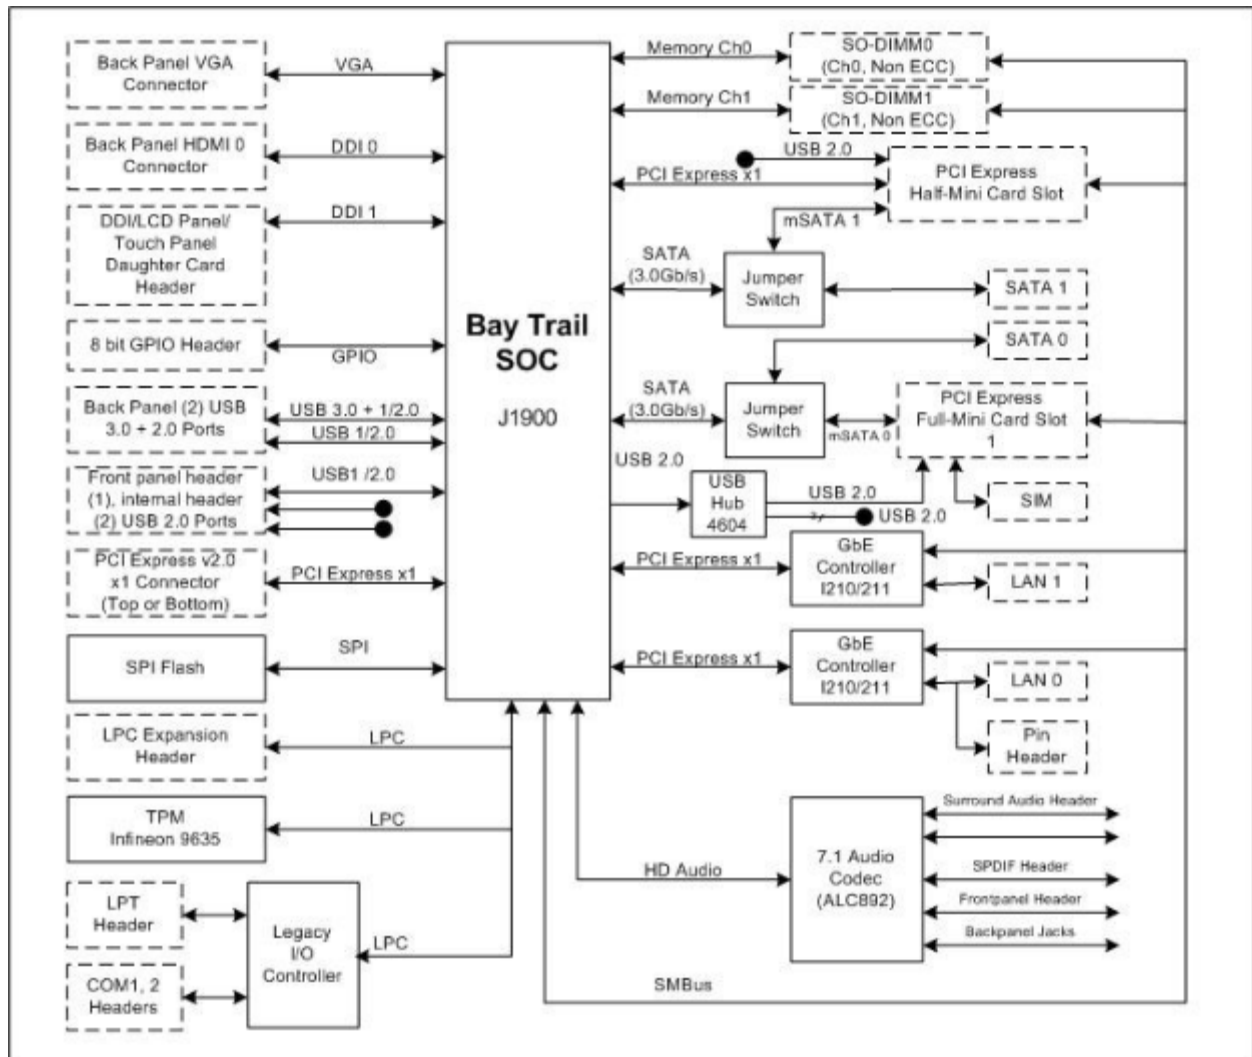 Back Panel VGA
Connector
VGA
Back Panel HDMI 0
Connector
DDI 0
DDI/LCD Panel/
Touch Panel
Daughter Card
Header
DDI 1
8 bit GPIO Header
GPIO
Back Panel (2) USB
3.0 + 2.0 Ports
USB 3.0 + 1/2.0
USB 1/2.0
Front panel header
(1), internal header
(2) USB 2.0 Ports
USB1 /2.0
PCI Express v2.0
x1 Connector
(Top or Bottom)
PCI Express x1
SPI Flash
SPI
LPC Expansion
Header
LPC
TPM
Infineon 9635
LPC
LPT
Header
COM1, 2
Headers
Legacy
I/O
Controller
LPC
Bay Trail
SOC
J1900
Memory Ch0
SO-DIMM0
(Ch0, Non ECC)
Memory Ch1
SO-DIMM1
(Ch1, Non ECC)
USB 2.0
PCI Express x1
PCI Express
Half-Mini Card Slot
mSATA 1
SATA
(3.0Gb/s)
Jumper
Switch
SATA 1
SATA 0
SATA
(3.0Gb/s)
Jumper
Switch
mSATA 0
PCI Express
Full-Mini Card Slot
1
USB 2.0
USB
Hub
4604
USB 2.0
USB 2.0
SIM
PCI Express x1
GbE
Controller
I210/211
LAN 1
PCI Express x1
GbE
Controller
I210/211
LAN 0
Pin
Header
HD Audio
7.1 Audio
Codec
(ALC892)
Surround Audio Header
SPDIF Header
Frontpanel Header
Backpanel Jacks
SMBus